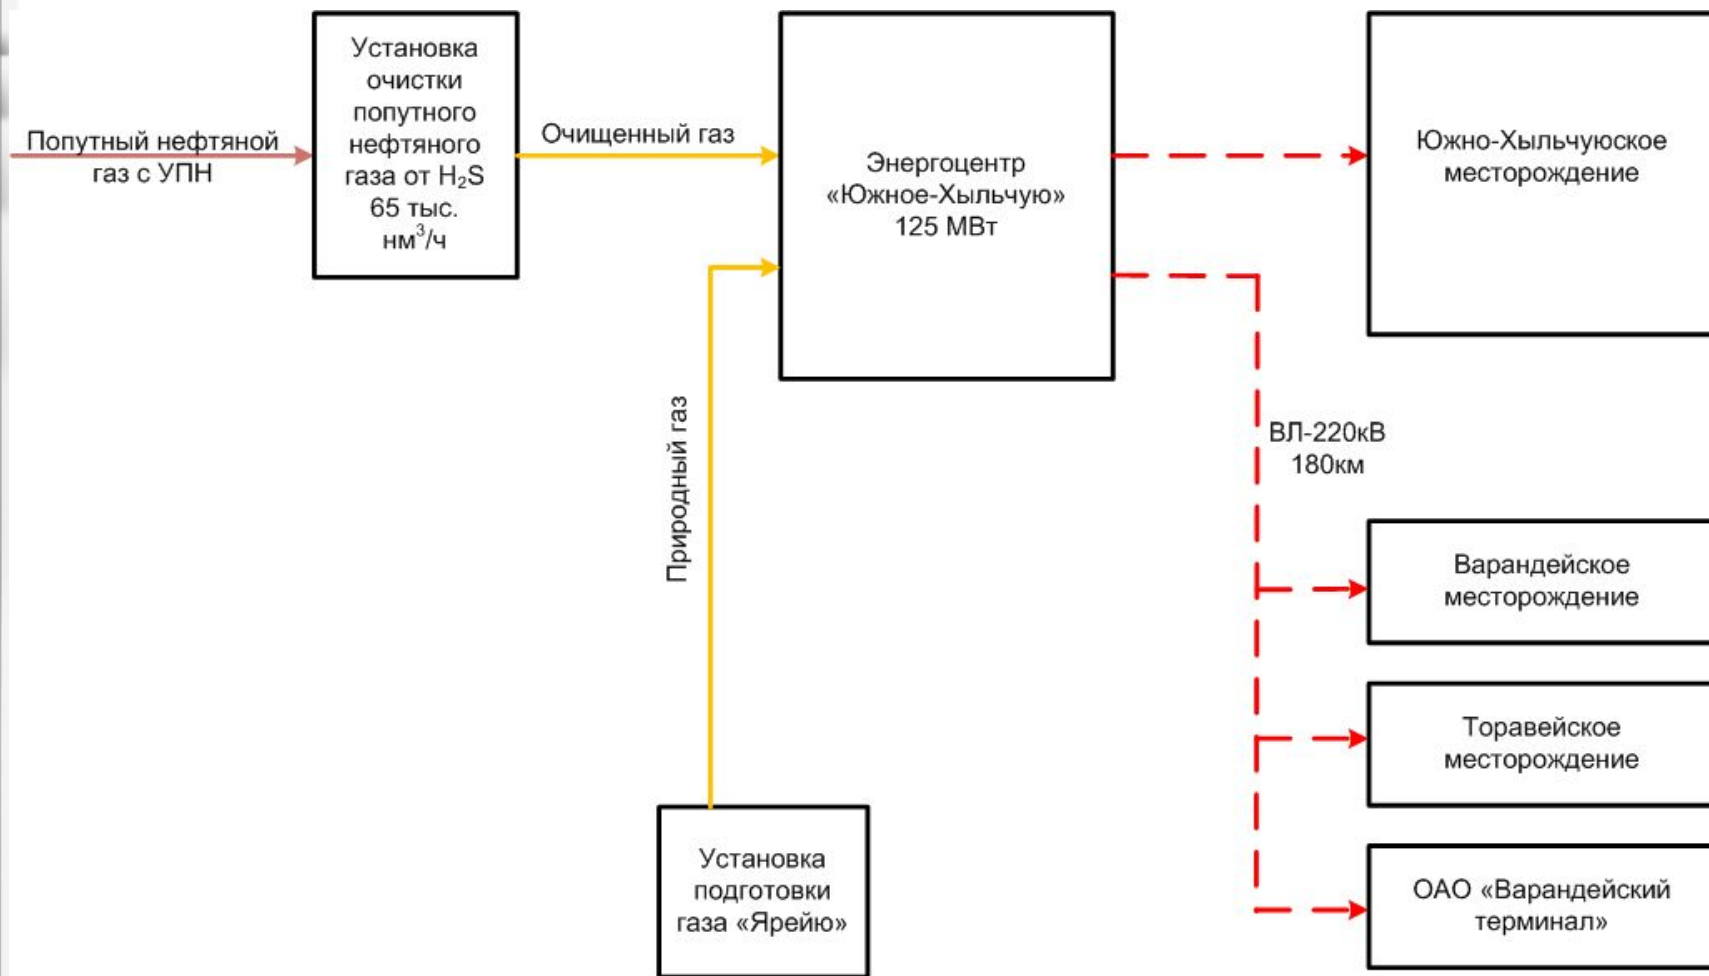 Попутный нефтяной
газ с УПН
Установка
очистки
попутного
нефтяного
газа от H₂S
65 тыс.
нм³/ч
Очищенный газ
Энергоцентр
«Южное-Хыльчую»
125 МВт
Южно-Хыльчуюское
месторождение
Природный газ
ВЛ-220кВ
180км
Варандейское
месторождение
Торавейское
месторождение
Установка
подготовки
газа «Ярейю»
ОАО «Варандейский
терминал»